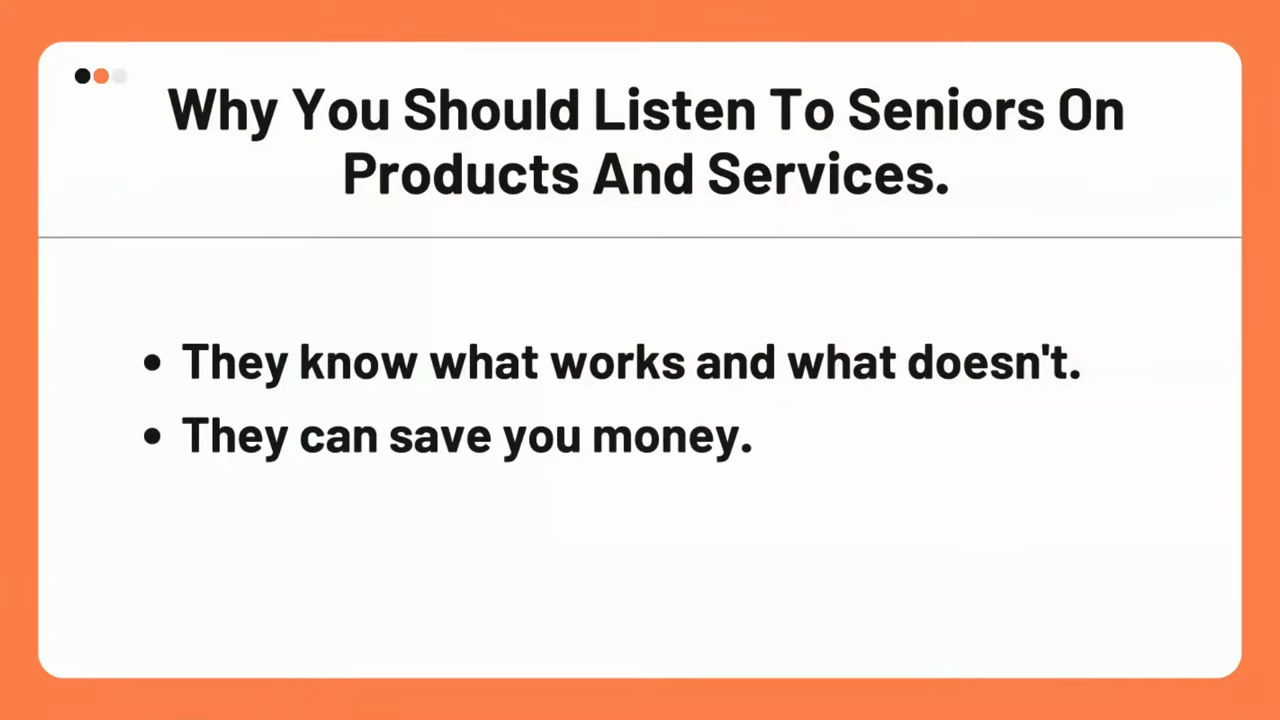 Why You Should Listen To Seniors On
Products And Services.
• They know what works and what doesn't.
• They can save you money.